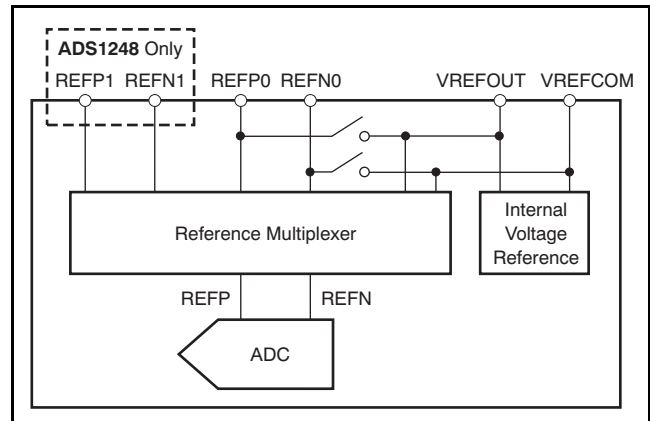 ADS1248 Only
REFP1 REFN1 REFP0 REFN0 VREFOUT VREFCOM
Reference Multiplexer
Internal
Voltage
Reference
REFP REFN
ADC